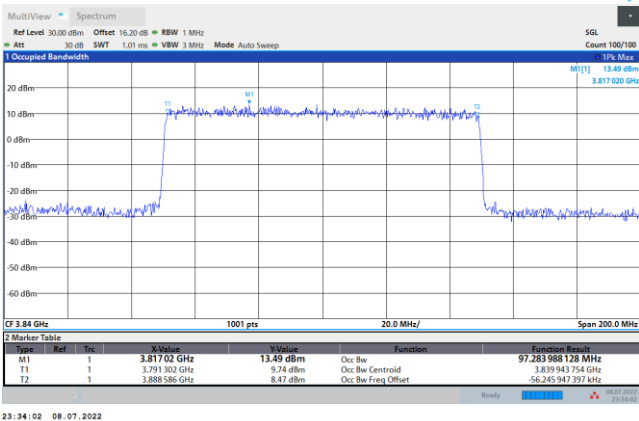 MultiView Spectrum
Ref Level 30.00 dBm Offset 16.20 dB RBW 1 MHz SGL
Att 30 dB SWT 1.01 ms VBW 3 MHz Mode Auto Sweep Count 100/100
1 Occupied Bandwidth 1Pk Max
M1[1] 13.49 dBm
3.817 020 GHz
20 dBm
M1
T1
T2
10 dBm
0 dBm
-10 dBm
-20 dBm
-30 dBm
-40 dBm
-50 dBm
-60 dBm
CF 3.84 GHz 1001 pts 20.0 MHz/ Span 200.0 MHz
2 Marker Table
Type Ref Trc X-Value Y-Value Function Function Result
M1 1 3.817 02 GHz 13.49 dBm Occ Bw 97.283 988 128 MHz
T1 1 3.791 302 GHz 9.74 dBm Occ Bw Centroid 3.839 943 754 GHz
T2 1 3.888 586 GHz 8.47 dBm Occ Bw Freq Offset -56.245 947 397 kHz
Ready 08.07.2022
23:34:02
23:34:02 08.07.2022